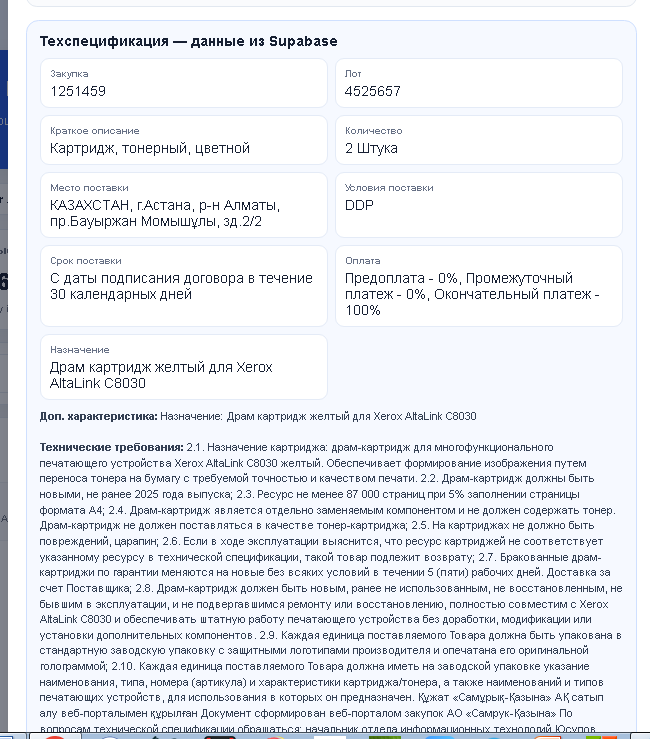 Техспецификация — данные из Supabase
Закупка
1251459
Лот
4525657
Краткое описание
Картридж, тонерный, цветной
Количество
2 Штука
Место поставки
КАЗАХСТАН, г.Астана, р-н Алматы,
пр.Бауыржан Момышұлы, зд.2/2
Условия поставки
DDP
Срок поставки
С даты подписания договора в течение
30 календарных дней
Оплата
Предоплата - 0%, Промежуточный
платеж - 0%, Окончательный платеж -
100%
Назначение
Драм картридж желтый для Xerox
AltaLink C8030
Доп. характеристика: Назначение: Драм картридж желтый для Xerox AltaLink C8030
Технические требования: 2.1. Назначение картриджа: драм-картридж для многофункционального
печатающего устройства Xerox AltaLink C8030 желтый. Обеспечивает формирование изображения путем
переноса тонера на бумагу с требуемой точностью и качеством печати. 2.2. Драм-картридж должны быть
новыми, не ранее 2025 года выпуска; 2.3. Ресурс не менее 87 000 страниц при 5% заполнении страницы
формата А4; 2.4. Драм-картридж является отдельно заменяемым компонентом и не должен содержать тонер.
Драм-картридж не должен поставляться в качестве тонер-картриджа; 2.5. На картриджах не должно быть
повреждений, царапин; 2.6. Если в ходе эксплуатации выяснится, что ресурс картриджей не соответствует
указанному ресурсу в технической спецификации, такой товар подлежит возврату; 2.7. Бракованные драм-
картриджи по гарантии меняются на новые без всяких условий в течении 5 (пяти) рабочих дней. Доставка за
счет Поставщика; 2.8. Драм-картридж должен быть новым, ранее не использованным, не восстановленным, не
бывшим в эксплуатации, и не подвергавшимся ремонту или восстановлению, полностью совместим с Xerox
AltaLink C8030 и обеспечивать штатную работу печатающего устройства без доработки, модификации или
установки дополнительных компонентов. 2.9. Каждая единица поставляемого Товара должна быть упакована в
стандартную заводскую упаковку с защитными логотипами производителя и опечатана его оригинальной
голограммой; 2.10. Каждая единица поставляемого Товара должна иметь на заводской упаковке указание
наименования, типа, номера (артикула) и характеристики картриджа/тонера, а также наименований и типов
печатающих устройств, для использования в которых он предназначен. Құжат «Самұрық-Қазына» АҚ сатып
алу веб-порталымен құрылған Документ сформирован веб-порталом закупок АО «Самрук-Қазына» По
вопросам технической спецификации обращаться: начальник отдела информационных технологий Юсупов